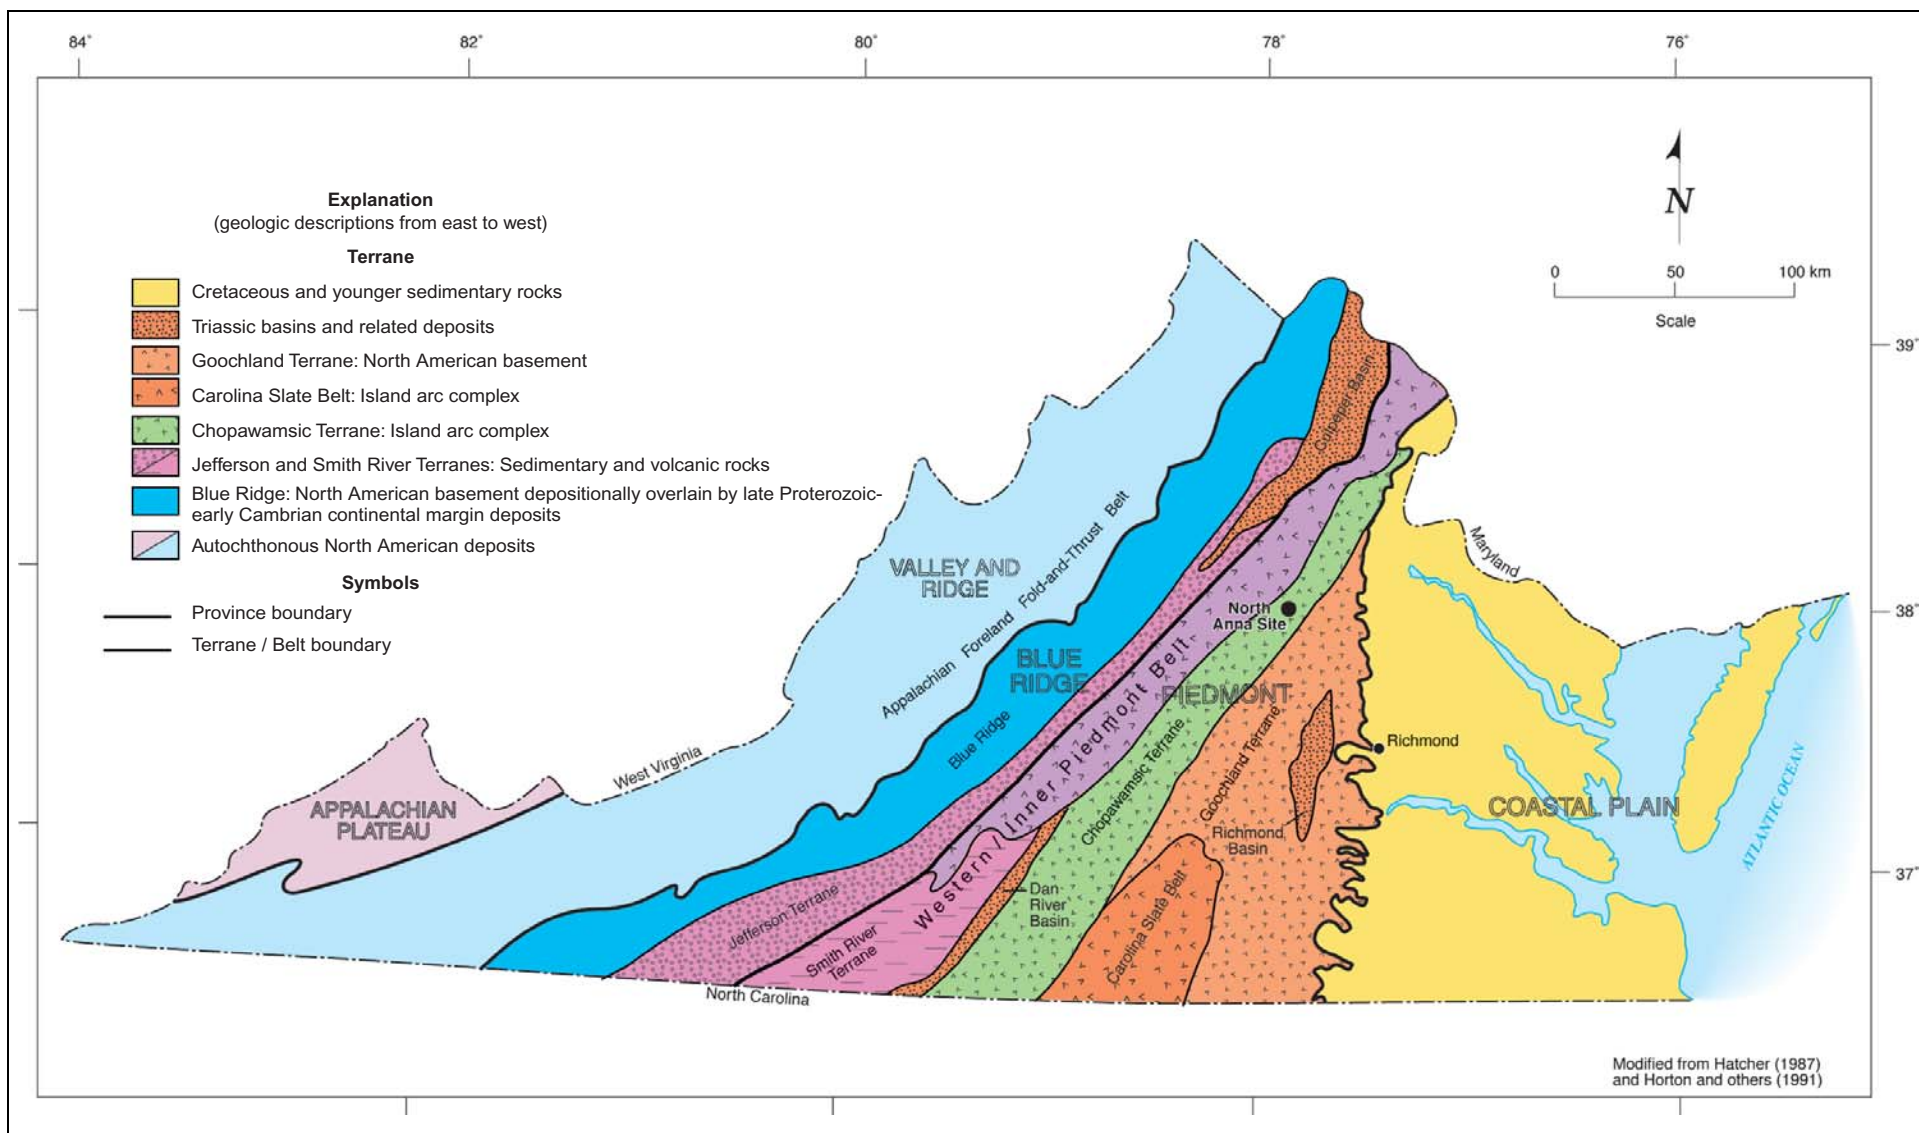 84°
82°
80°
78°
76°
N
0 50 100 km
Scale
Explanation
(geologic descriptions from east to west)
Terrane
Cretaceous and younger sedimentary rocks
Triassic basins and related deposits
Goochland Terrane: North American basement
Carolina Slate Belt: Island arc complex
Chopawamsic Terrane: Island arc complex
Jefferson and Smith River Terranes: Sedimentary and volcanic rocks
Blue Ridge: North American basement depositionally overlain by late Proterozoic-
early Cambrian continental margin deposits
Autochthonous North American deposits
Symbols
Province boundary
Terrane / Belt boundary
39°
38°
37°
Culpeper Basin
VALLEY AND
RIDGE
Appalachian Foreland Fold-and-Thrust Belt
Maryland
North
Anna Site
BLUE
RIDGE
PIEDMONT
Blue Ridge
Western / Inner Piedmont Belt
Chopawamsic Terrane
Goochland Terrane
Richmond
West Virginia
APPALACHIAN
PLATEAU
Richmond
Basin
COASTAL PLAIN
ATLANTIC OCEAN
Jefferson Terrane
Smith River
Terrane
Dan
River
Basin
Carolina Slate Belt
North Carolina
Modified from Hatcher (1987)
and Horton and others (1991)